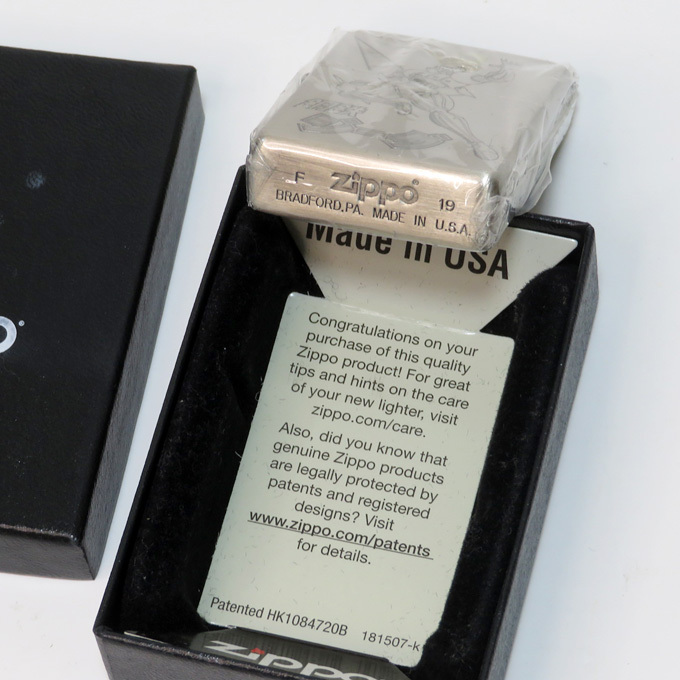 F zippo 19
BRADFORD,PA. MADE IN U.S.A.
Made in USA
Congratulations on your
purchase of this quality
Zippo product! For great
tips and hints on the care
of your new lighter, visit
zippo.com/care.
Also, did you know that
genuine Zippo products
are legally protected by
patents and registered
designs? Visit
www.zippo.com/patents
for details.
Patented HK1084720B 181507-k
zippo